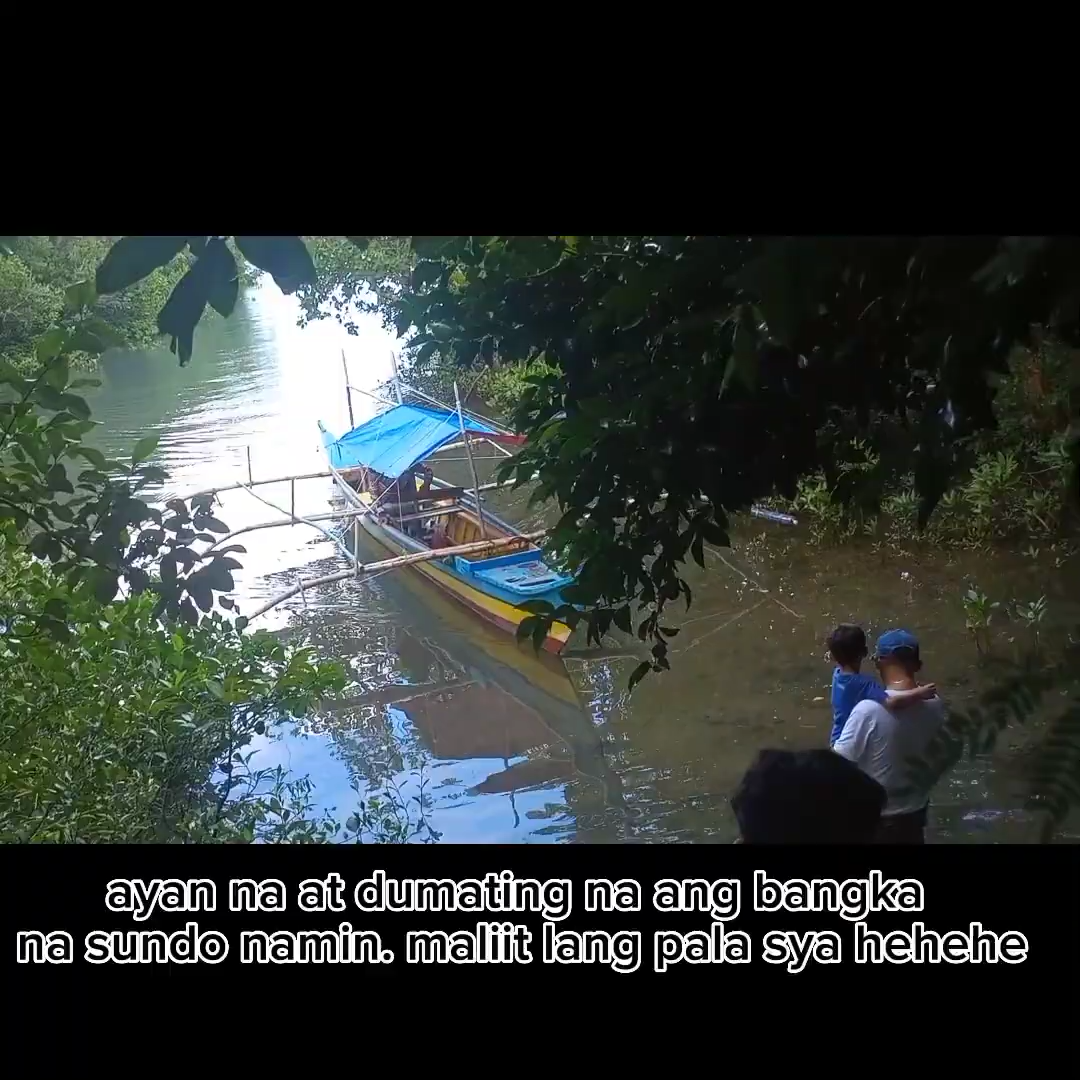 ayan na at dumating na ang bangka
na sundo namin. maliit lang pala sya hehehe